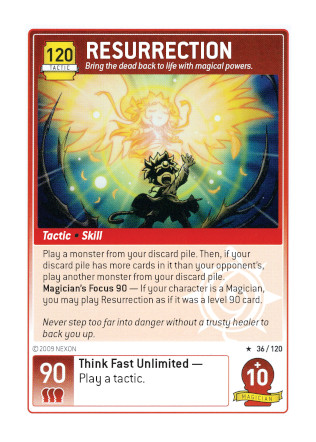 120
TACTIC
RESURRECTION
Bring the dead back to life with magical powers.
Tactic • Skill
Play a monster from your discard pile. Then, if your
discard pile has more cards in it than your opponent's,
play another monster from your discard pile.
Magician's Focus 90 — If your character is a Magician,
you may play Resurrection as if it was a level 90 card.
Never step too far into danger without a trusty healer to
back you up.
©2009 NEXON
★ 36/120
90
Think Fast Unlimited —
Play a tactic.
+
10
MAGICIAN